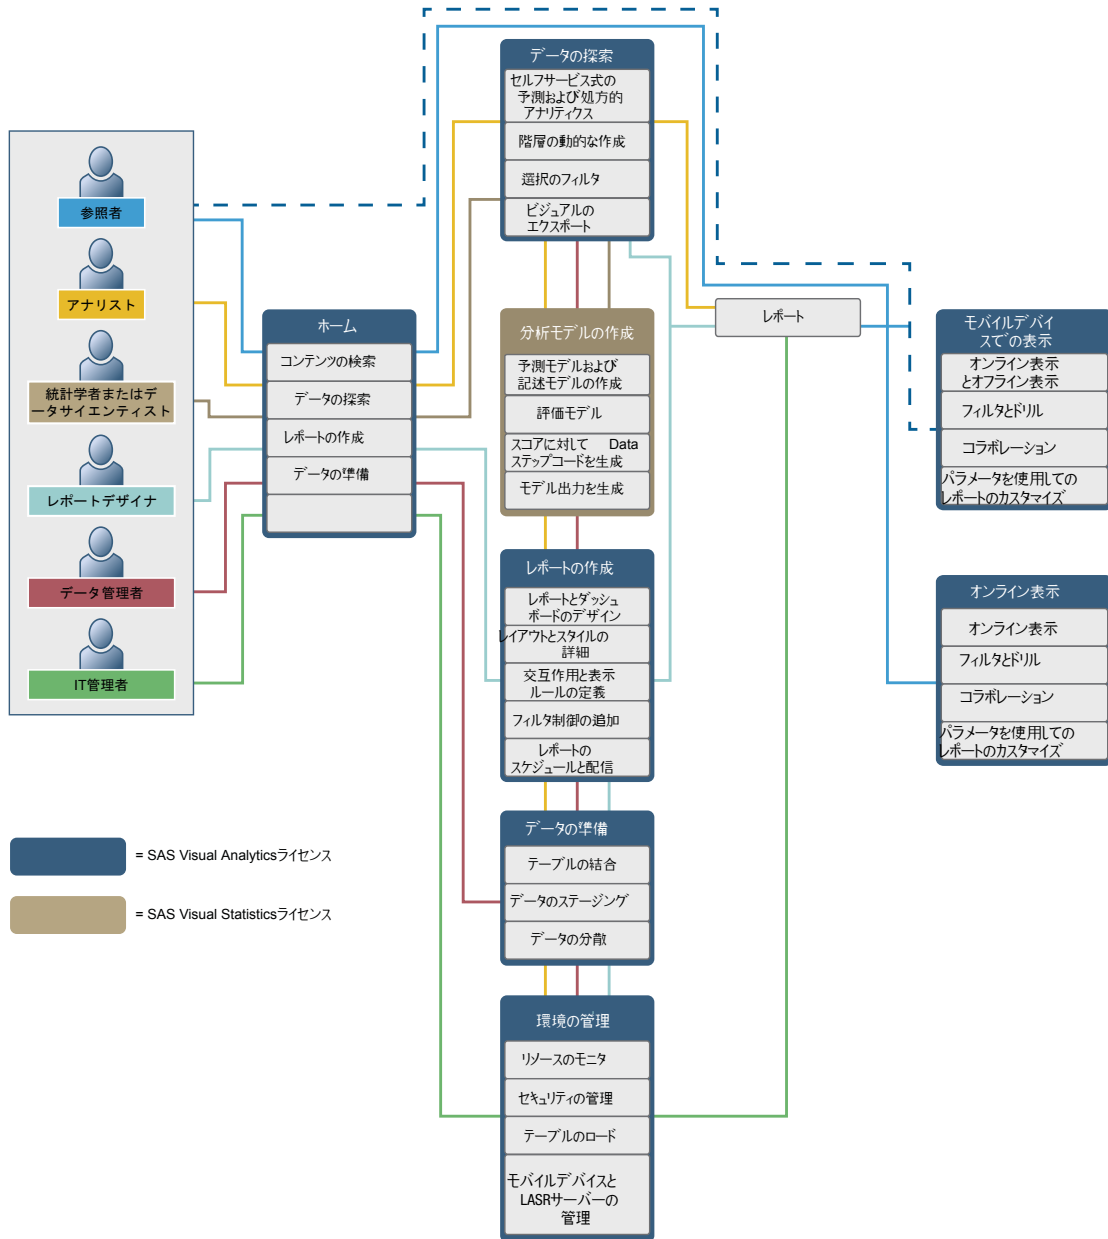 参照者
アナリスト
統計学者またはデ
ータサイエンティスト
レポートデザイナ
データ管理者
IT管理者
ホーム
コンテンツの検索
データの探索
レポートの作成
データの準備
データの探索
セルフサービス式の
予測および処方的
アナリティクス
階層の動的な作成
選択のフィルタ
ビジュアルの
エクスポート
分析モデルの作成
予測モデルおよび
記述モデルの作成
評価モデル
スコアに対して Data
ステップコードを生成
モデル出力を生成
レポートの作成
レポートとダッシュ
ボードのデザイン
レイアウトとスタイルの
詳細
交互作用と表示
ルールの定義
フィルタ制御の追加
レポートの
スケジュールと配信
データの準備
テーブルの結合
データのステージング
データの分散
環境の管理
リソースのモニタ
セキュリティの管理
テーブルのロード
モバイルデバイスと
LASRサーバーの
管理
レポート
モバイルデバイ
スでの表示
オンライン表示
とオフライン表示
フィルタとドリル
コラボレーション
パラメータを使用しての
レポートのカスタマイズ
オンライン表示
オンライン表示
フィルタとドリル
コラボレーション
パラメータを使用しての
レポートのカスタマイズ
= SAS Visual Analyticsライセンス
= SAS Visual Statisticsライセンス